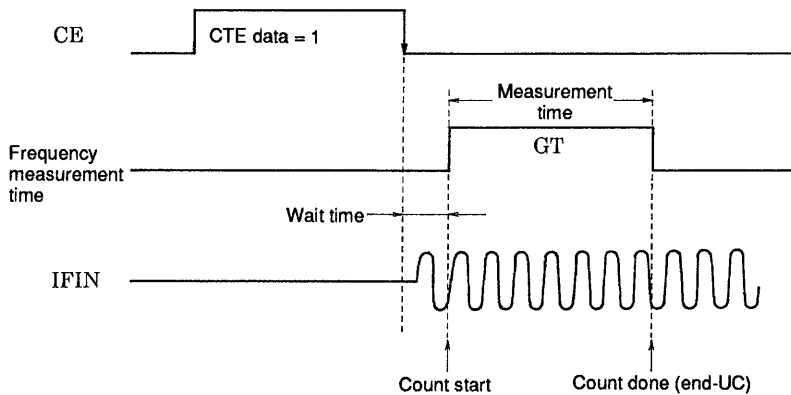 CE
CTE data = 1
Measurement
time
GT
Frequency
measurement
time
Wait time
IFIN
Count start
Count done (end-UC)